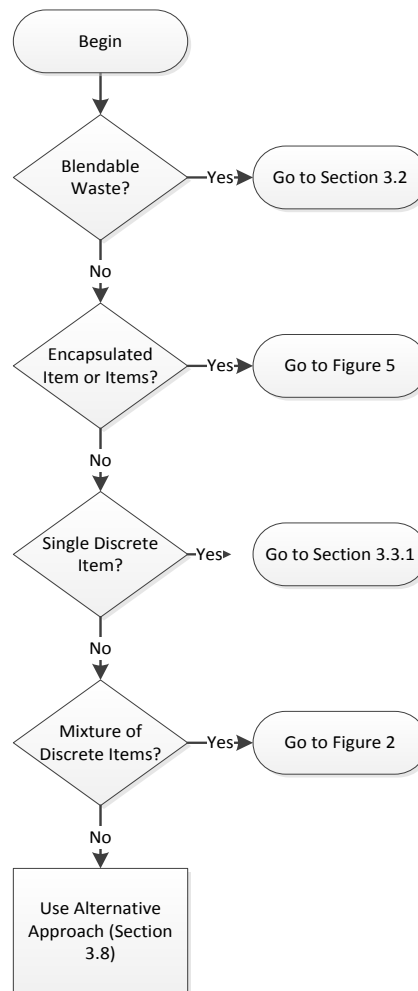 Begin
Blendable
Waste?
Yes
Go to Section 3.2
No
Encapsulated
Item or Items?
Yes
Go to Figure 5
No
Single Discrete
Item?
Yes
Go to Section 3.3.1
No
Mixture of
Discrete Items?
Yes
Go to Figure 2
No
Use Alternative
Approach (Section
3.8)